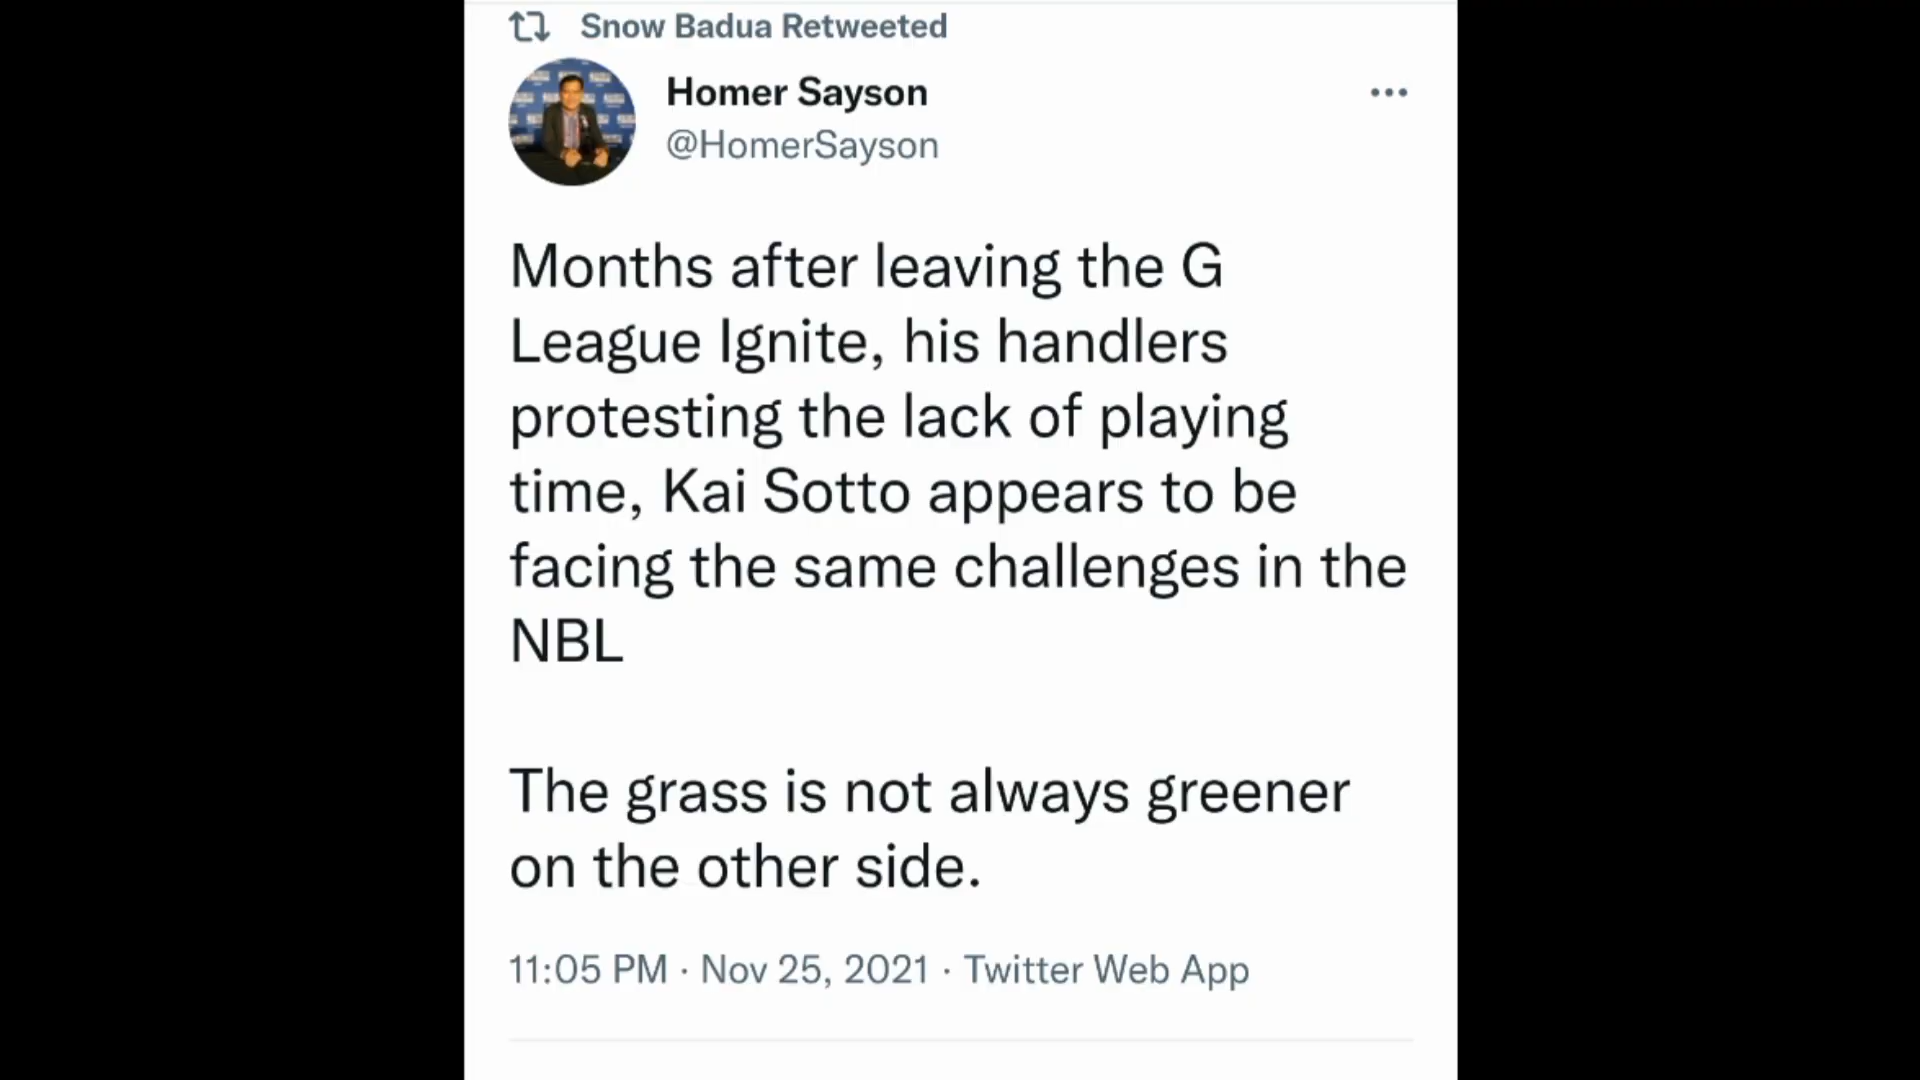 Snow Badua Retweeted
Homer Sayson
@HomerSayson
Months after leaving the G
League Ignite, his handlers
protesting the lack of playing
time, Kai Sotto appears to be
facing the same challenges in the
NBL
The grass is not always greener
on the other side.
11:05 PM · Nov 25, 2021 · Twitter Web App